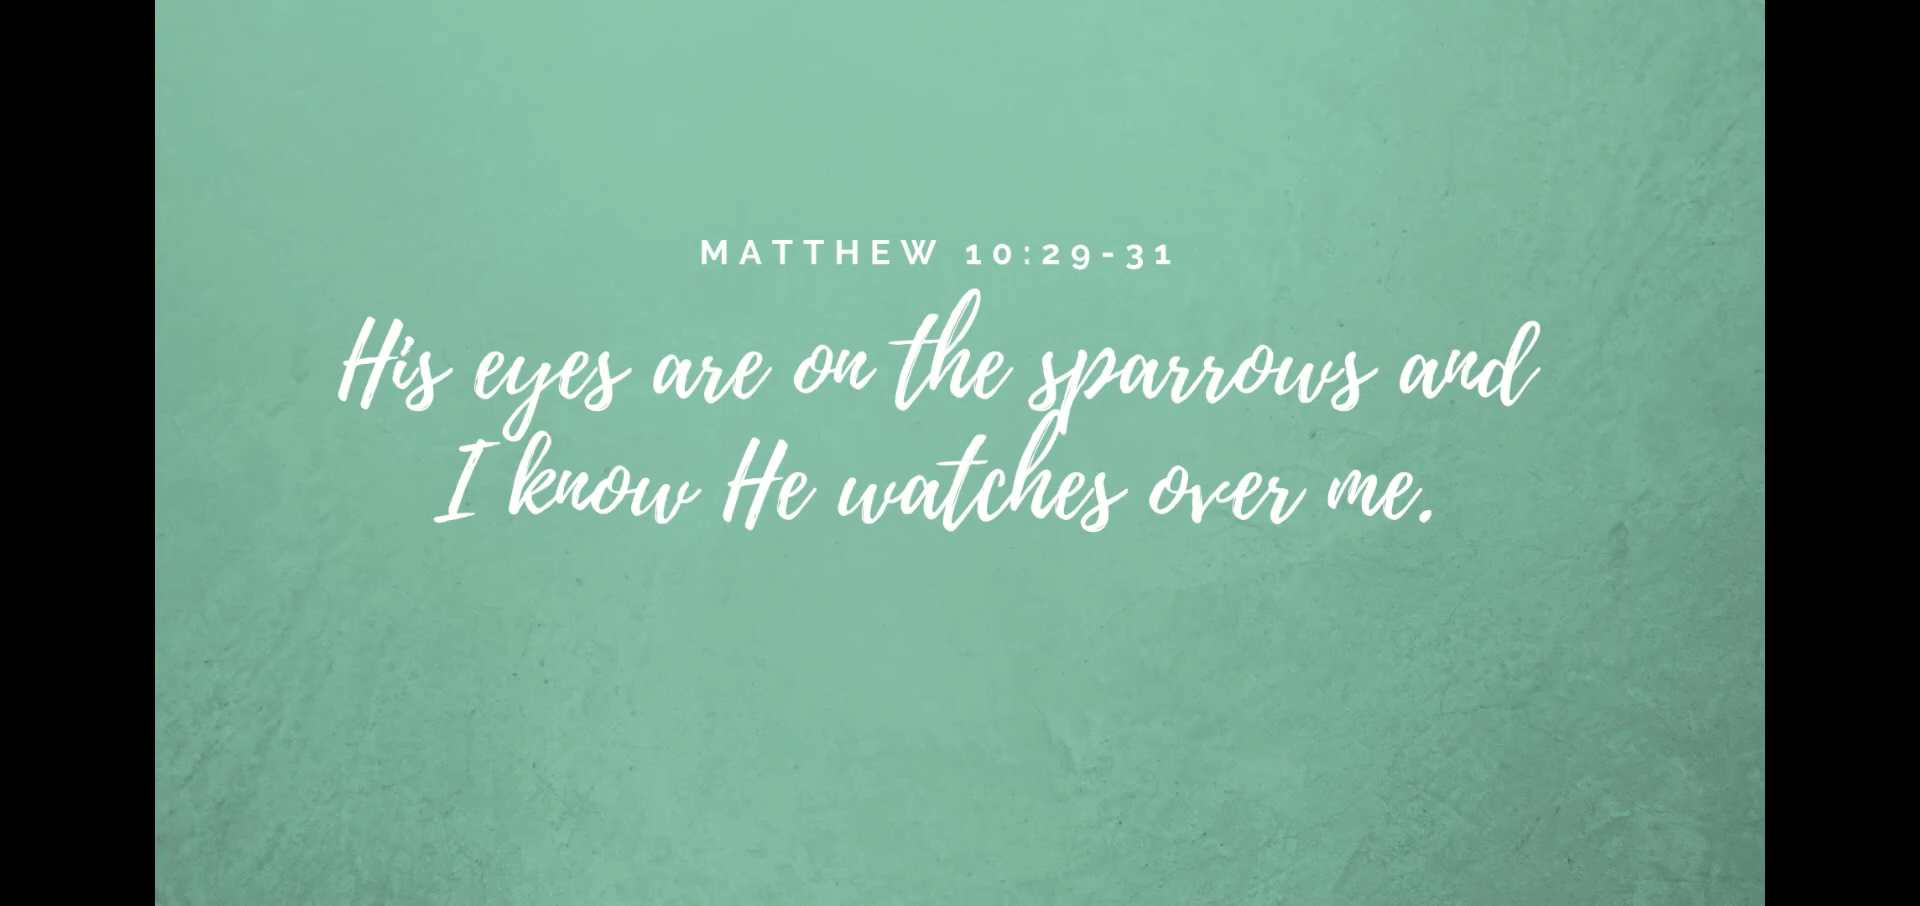 MATTHEW 10:29-31
His eyes are on the sparrows and
I know He watches over me.